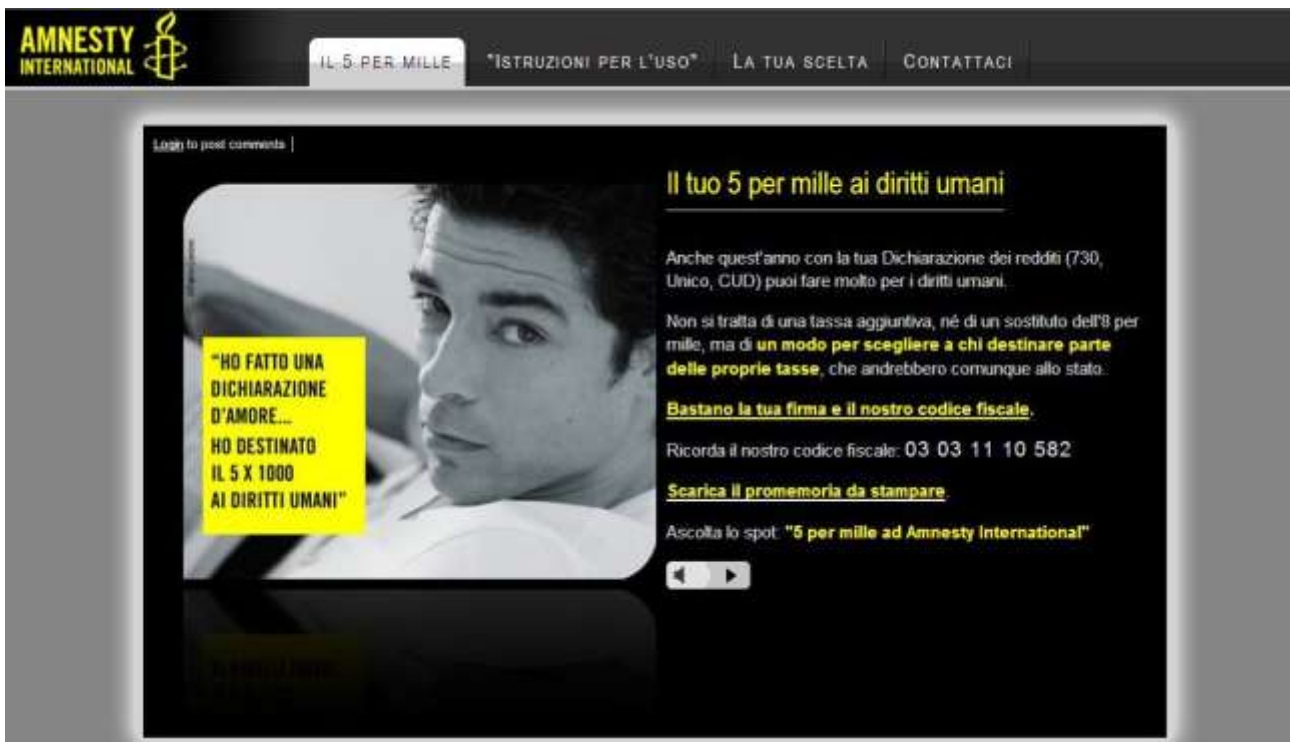 AMNESTY
INTERNATIONAL
IL 5 PER MILLE
"ISTRUZIONI PER L'USO"
LA TUA SCELTA
CONTATTACI
Login to post comments
Il tuo 5 per mille ai diritti umani
Anche quest'anno con la tua Dichiarazione dei redditi (730,
Unico, CUD) puoi fare molto per i diritti umani.
Non si tratta di una tassa aggiuntiva, né di un sostituto dell'8 per
mille, ma di un modo per scegliere a chi destinare parte
delle proprie tasse, che andrebbero comunque allo stato.
Bastano la tua firma e il nostro codice fiscale.
Ricorda il nostro codice fiscale: 03 03 11 10 582
Scarica il promemoria da stampare.
Ascolta lo spot: "5 per mille ad Amnesty International"
"HO FATTO UNA
DICHIARAZIONE
D'AMORE...
HO DESTINATO
IL 5 X 1000
AI DIRITTI UMANI"